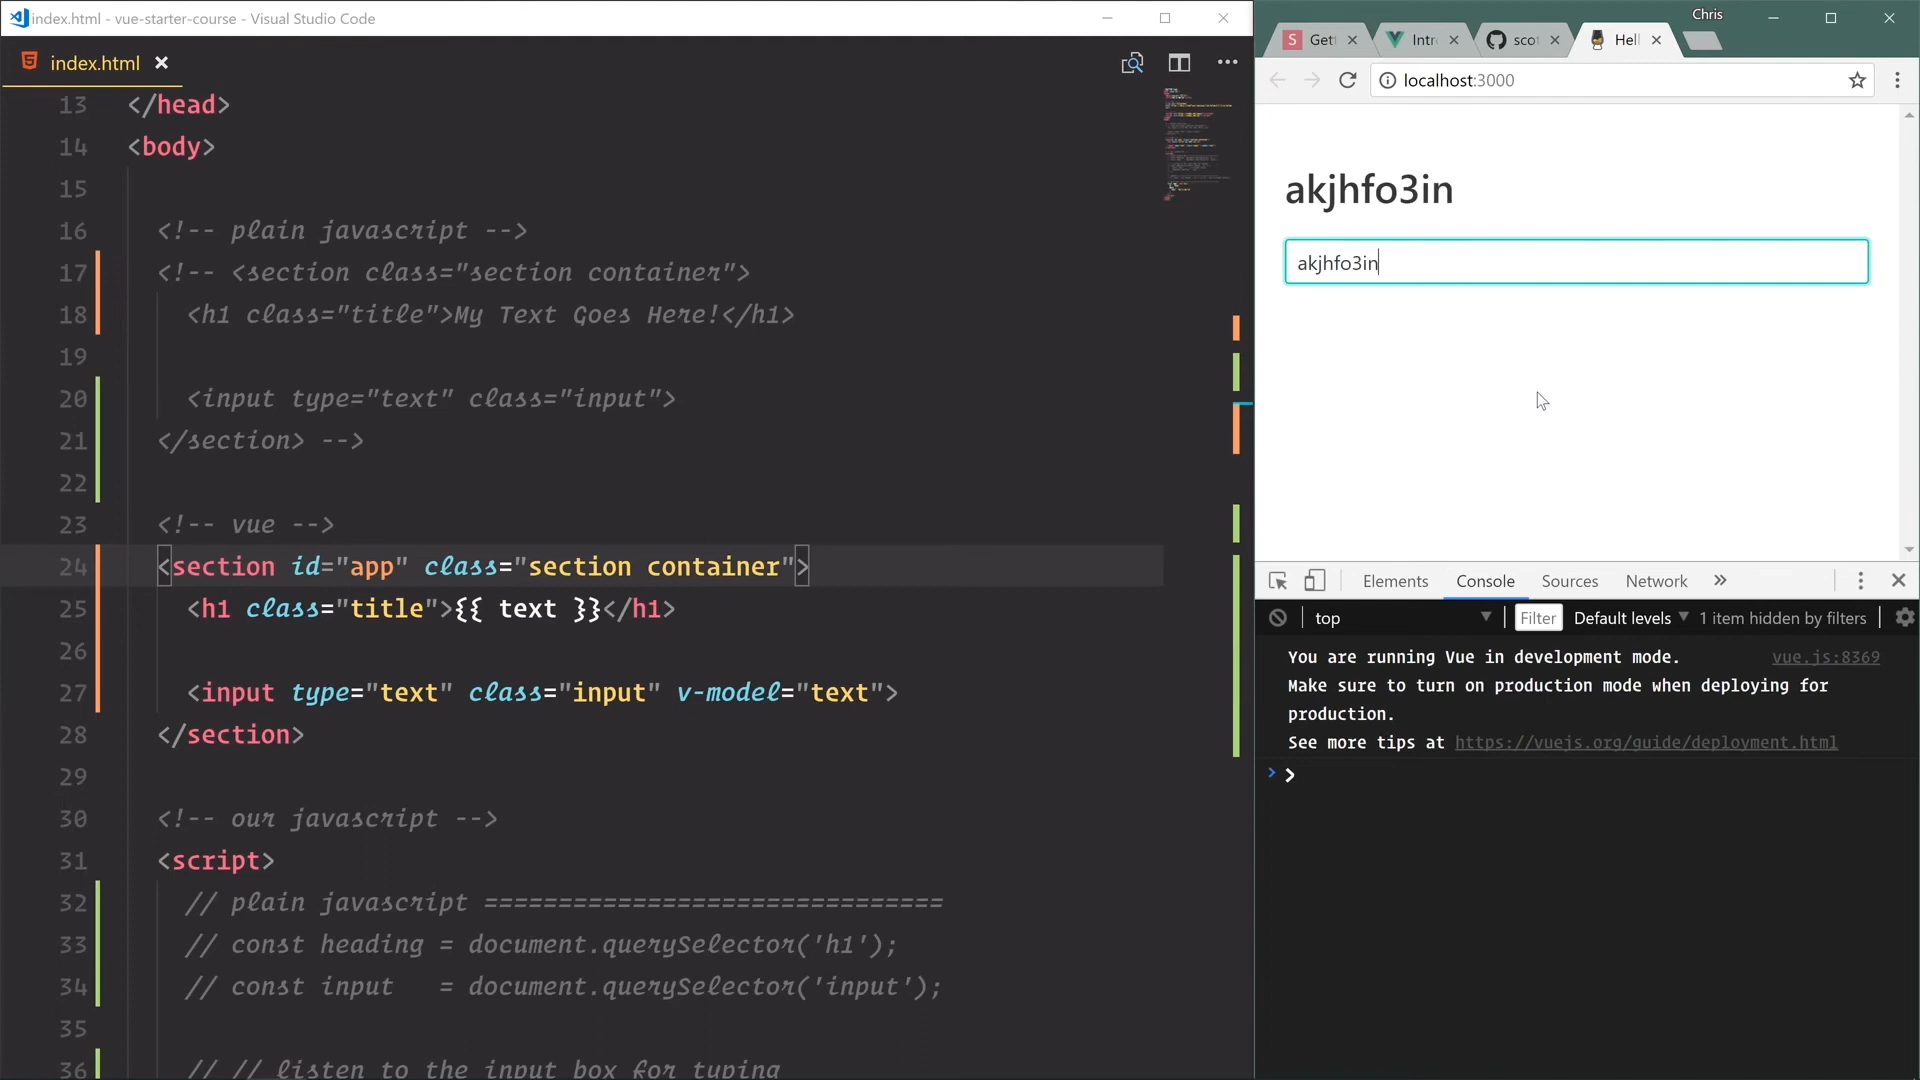 index.html - vue-starter-course - Visual Studio Code
index.html
13 </head>
14 <body>
15
16 <!-- plain javascript -->
17 <!-- <section class="section container">
18 <h1 class="title">My Text Goes Here!</h1>
19
20 <input type="text" class="input">
21 </section> -->
22
23 <!-- vue -->
24 <section id="app" class="section container">
25 <h1 class="title">{{ text }}</h1>
26
27 <input type="text" class="input" v-model="text">
28 </section>
29
30 <!-- our javascript -->
31 <script>
32 // plain javascript ===============================
33 // const heading = document.querySelector('h1');
34 // const input   = document.querySelector('input');
35
36 // // listen to the input box for typing
Chris
Get
Intr
scot
Hell
localhost:3000
akjhfo3in
akjhfo3in
Elements Console Sources Network »
top Filter Default levels 1 item hidden by filters
You are running Vue in development mode. vue.js:8369
Make sure to turn on production mode when deploying for
production.
See more tips at https://vuejs.org/guide/deployment.html